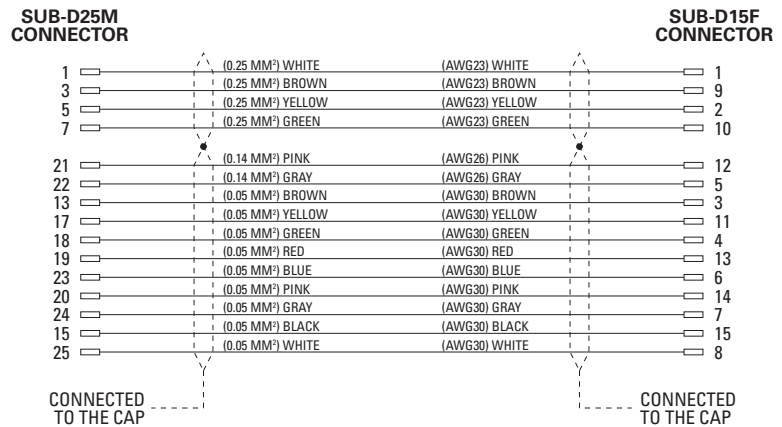 SUB-D25M
CONNECTOR
SUB-D15F
CONNECTOR
1 (0.25 MM²) WHITE (AWG23) WHITE 1
3 (0.25 MM²) BROWN (AWG23) BROWN 9
5 (0.25 MM²) YELLOW (AWG23) YELLOW 2
7 (0.25 MM²) GREEN (AWG23) GREEN 10
21 (0.14 MM²) PINK (AWG26) PINK 12
22 (0.14 MM²) GRAY (AWG26) GRAY 5
13 (0.05 MM²) BROWN (AWG30) BROWN 3
17 (0.05 MM²) YELLOW (AWG30) YELLOW 11
18 (0.05 MM²) GREEN (AWG30) GREEN 4
19 (0.05 MM²) RED (AWG30) RED 13
23 (0.05 MM²) BLUE (AWG30) BLUE 6
20 (0.05 MM²) PINK (AWG30) PINK 14
24 (0.05 MM²) GRAY (AWG30) GRAY 7
15 (0.05 MM²) BLACK (AWG30) BLACK 15
25 (0.05 MM²) WHITE (AWG30) WHITE 8
CONNECTED
TO THE CAP
CONNECTED
TO THE CAP